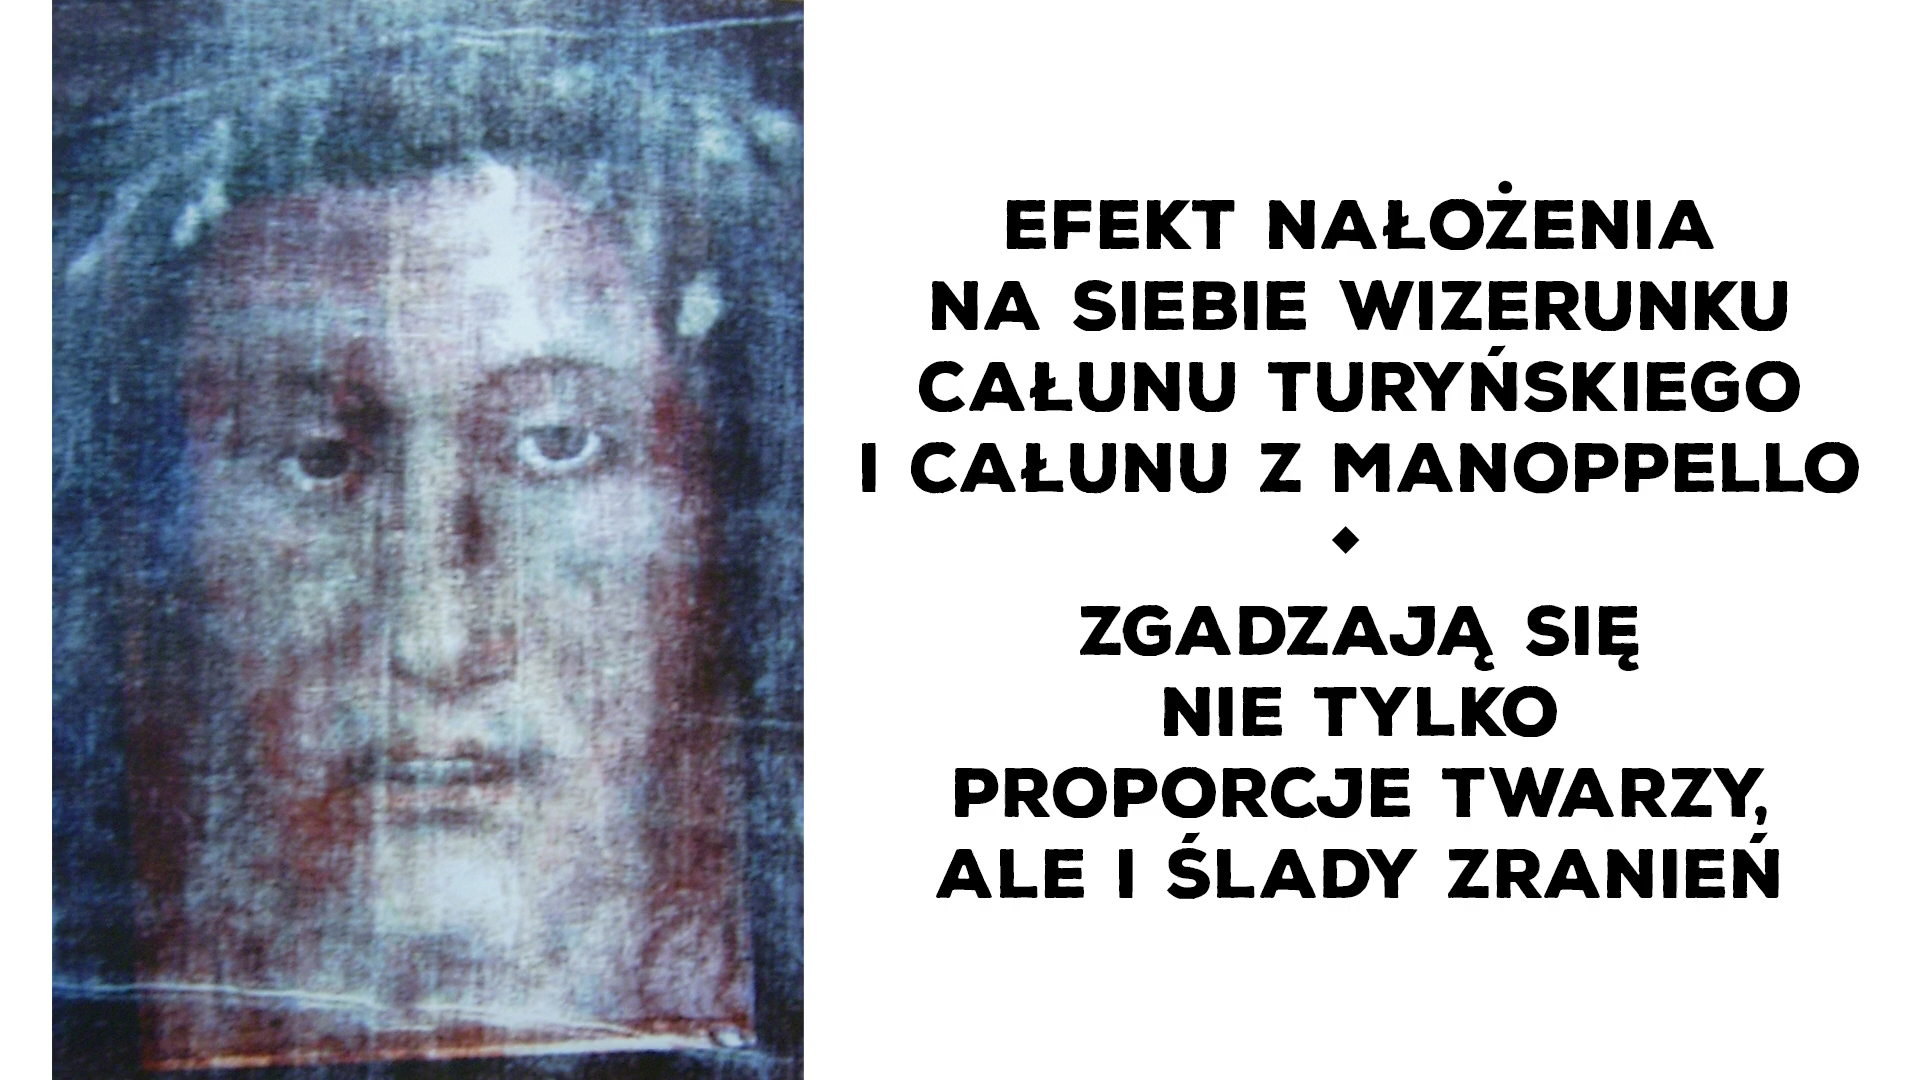 EFEKT NAŁOŻENIA
NA SIEBIE WIZERUNKU
CAŁUNU TURYŃSKIEGO
I CAŁUNU Z MANOPPELLO
◆
ZGADZAJĄ SIĘ
NIE TYLKO
PROPORCJE TWARZY,
ALE I ŚLADY ZRANIEŃ